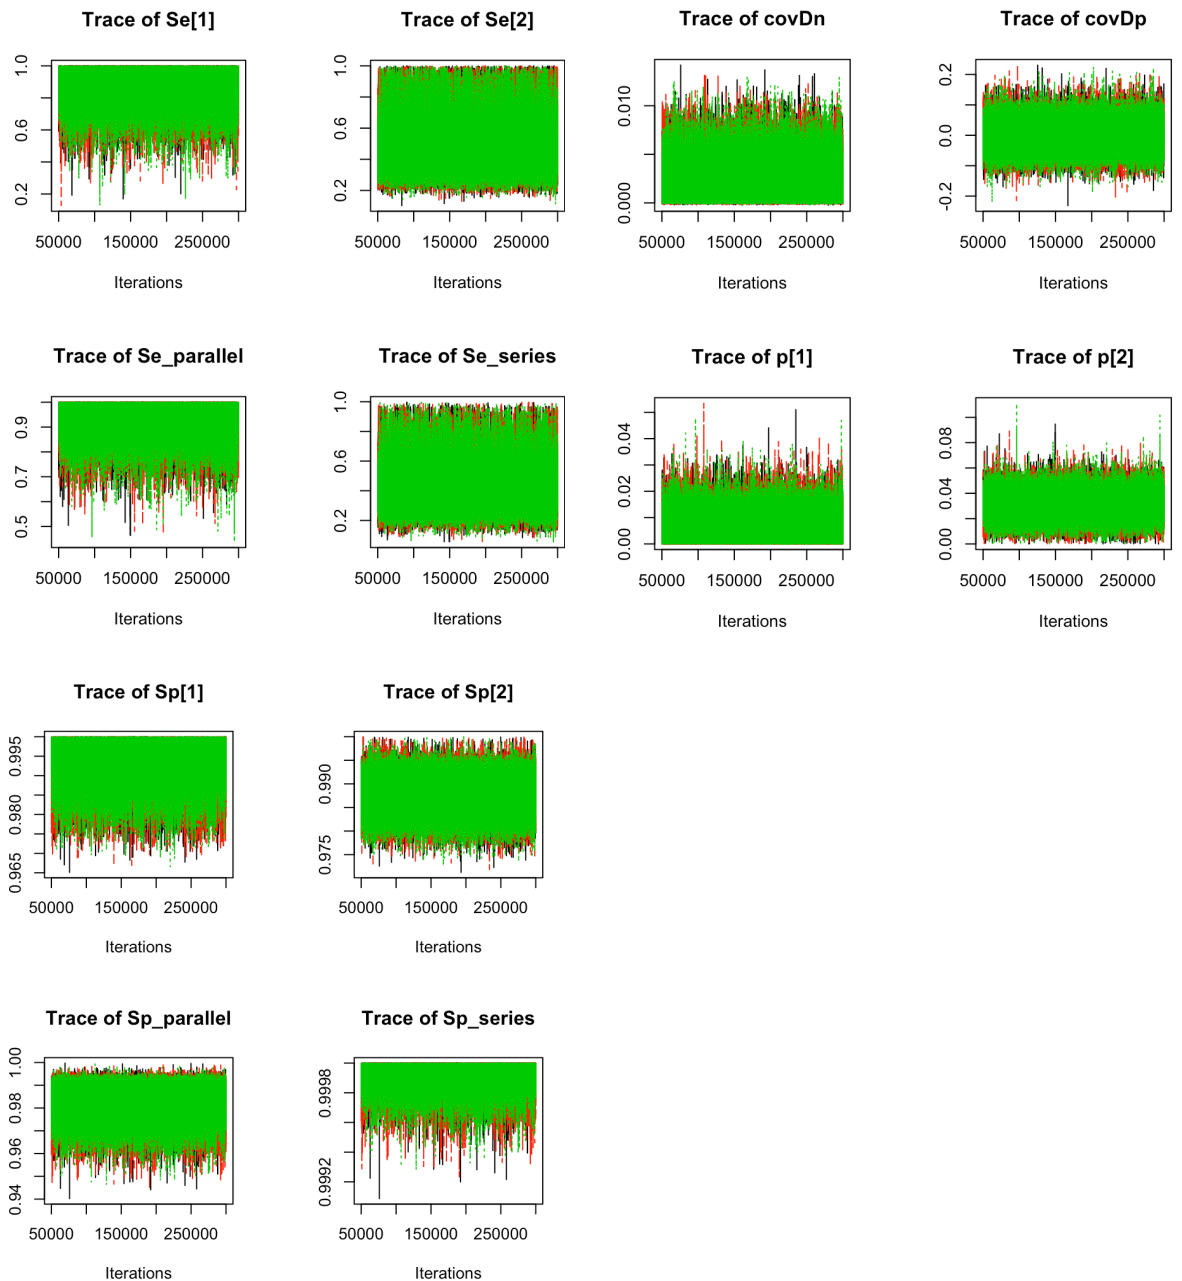 Trace of Se[1]
1.0
0.6
0.2
50000 150000 250000
Iterations
Trace of Se[2]
1.0
0.6
0.2
50000 150000 250000
Iterations
Trace of covDn
0.010
0.000
50000 150000 250000
Iterations
Trace of covDp
0.2
0.0
-0.2
50000 150000 250000
Iterations
Trace of Se_parallel
0.9
0.7
0.5
50000 150000 250000
Iterations
Trace of Se_series
1.0
0.6
0.2
50000 150000 250000
Iterations
Trace of p[1]
0.04
0.02
0.00
50000 150000 250000
Iterations
Trace of p[2]
0.08
0.04
0.00
50000 150000 250000
Iterations
Trace of Sp[1]
0.995
0.980
0.965
50000 150000 250000
Iterations
Trace of Sp[2]
0.990
0.975
50000 150000 250000
Iterations
Trace of Sp_parallel
1.00
0.98
0.96
0.94
50000 150000 250000
Iterations
Trace of Sp_series
0.9998
0.9992
50000 150000 250000
Iterations